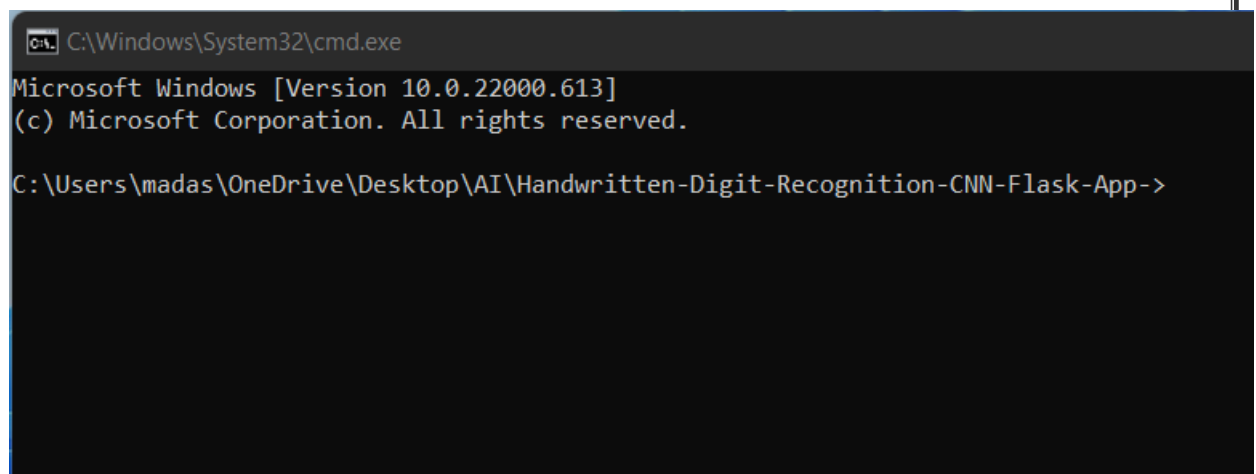 C:\Windows\System32\cmd.exe
Microsoft Windows [Version 10.0.22000.613]
(c) Microsoft Corporation. All rights reserved.
C:\Users\madas\OneDrive\Desktop\AI\Handwritten-Digit-Recognition-CNN-Flask-App->